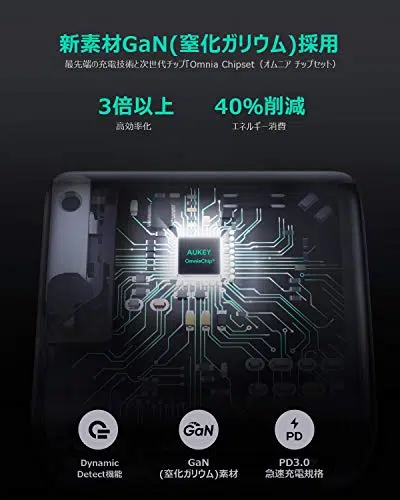 新素材GaN(窒化ガリウム)採用
最先端の充電技術と次世代チップ「Omnia Chipset（オムニア チップセット）
3倍以上
40%削減
高効率化
エネルギー消費
AUKEY
OmniaChip®
GaN
PD
Dynamic
Detect機能
GaN
(窒化ガリウム)素材
PD3.0
急速充電規格